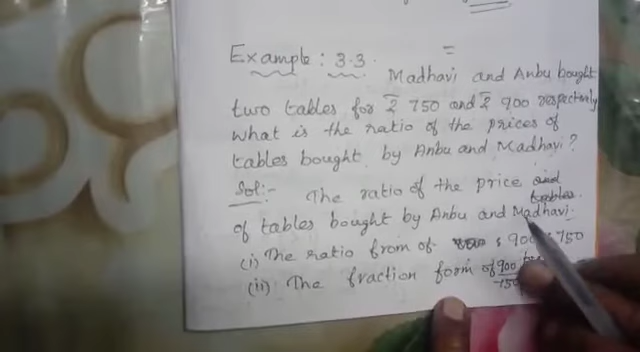 Example : 3.3.
Madhavi and Anbu bought
two tables for ₹ 750 and ₹ 900 respectively
what is the ratio of the prices of
tables bought by Anbu and Madhavi?
Sol:-
The ratio of the price
of tables bought by Anbu and Madhavi
(i) The ratio from of 900 : 750
(ii) The fraction form of 900/750